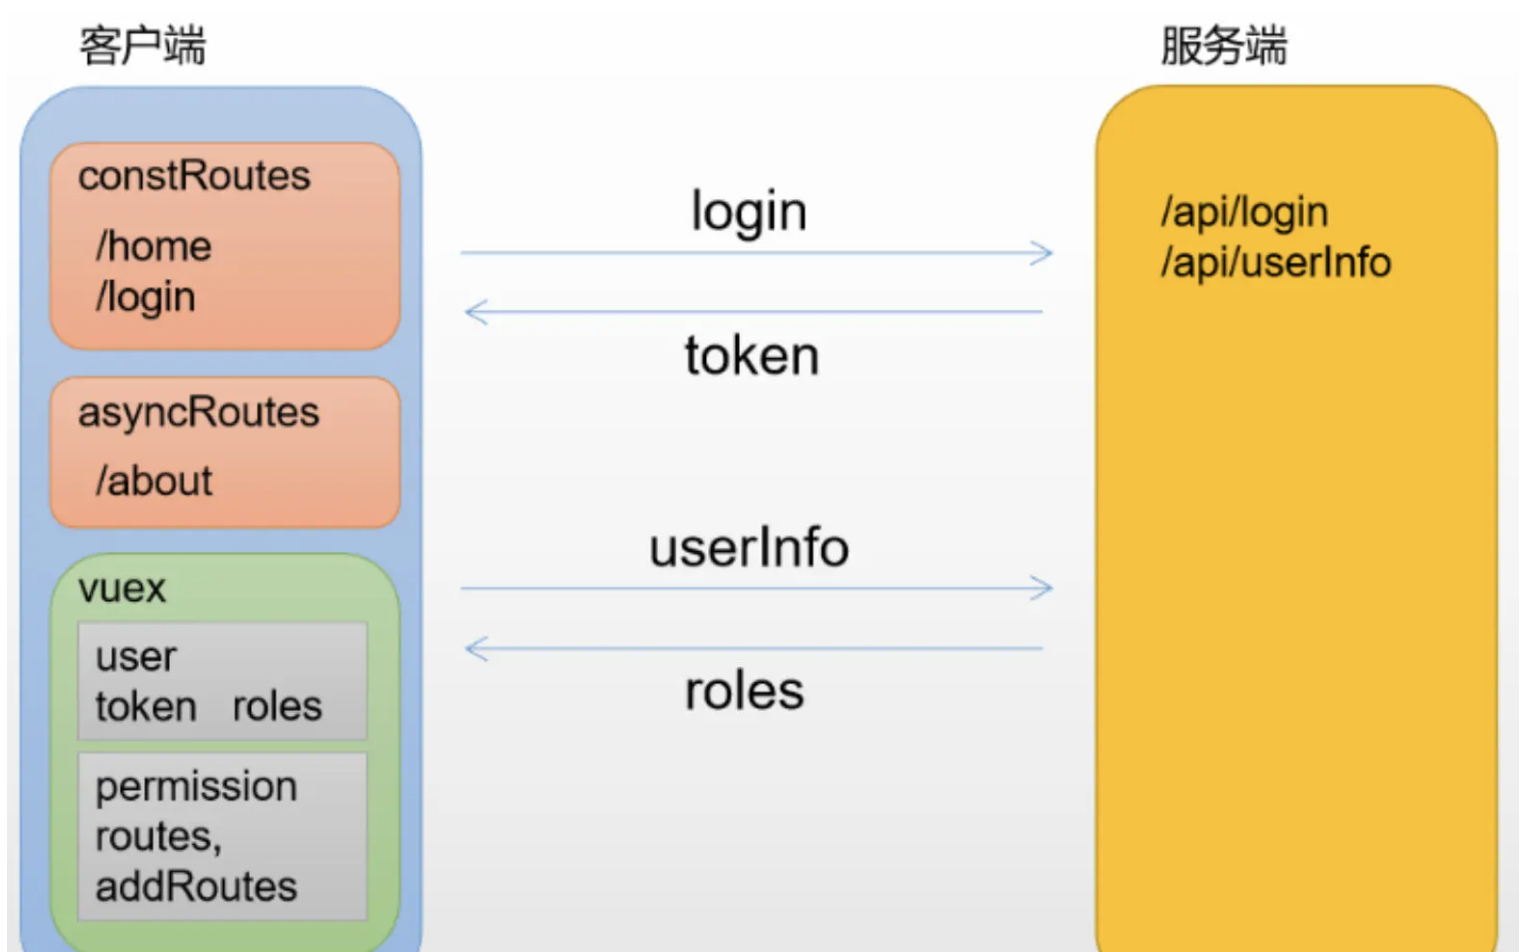 客户端
constRoutes
/home
/login
asyncRoutes
/about
vuex
user
token roles
permission
routes,
addRoutes
login
token
userInfo
roles
服务端
/api/login
/api/userInfo